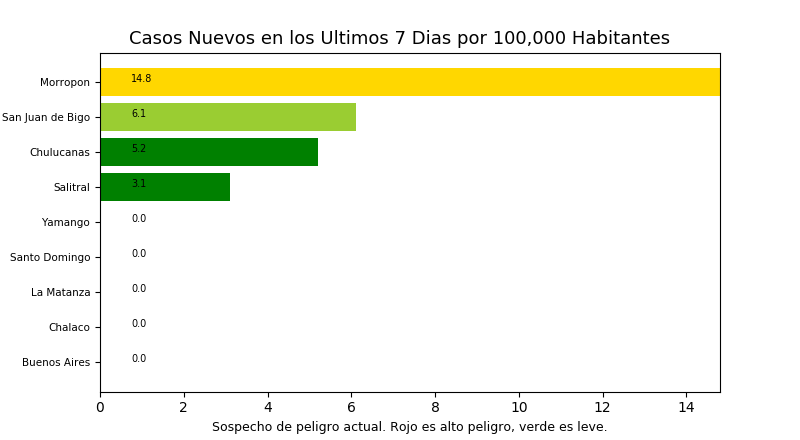 Casos Nuevos en los Ultimos 7 Dias por 100,000 Habitantes
Morropon 14.8
San Juan de Bigo 6.1
Chulucanas 5.2
Salitral 3.1
Yamango 0.0
Santo Domingo 0.0
La Matanza 0.0
Chalaco 0.0
Buenos Aires 0.0
0 2 4 6 8 10 12 14
Sospecho de peligro actual. Rojo es alto peligro, verde es leve.